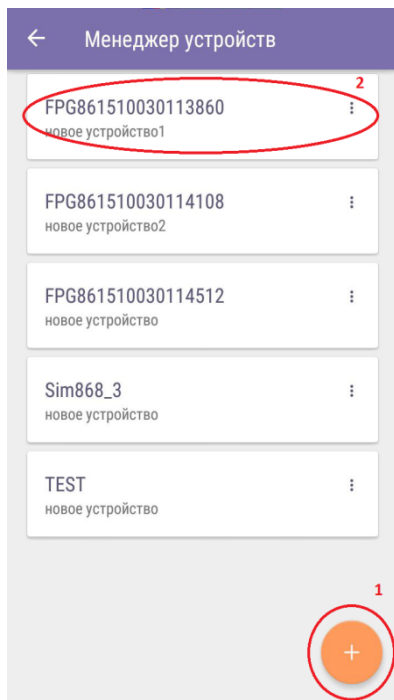 Менеджер устройств
2
FPG861510030113860
новое устройство1
FPG861510030114108
новое устройство2
FPG861510030114512
новое устройство
Sim868_3
новое устройство
TEST
новое устройство
1
+